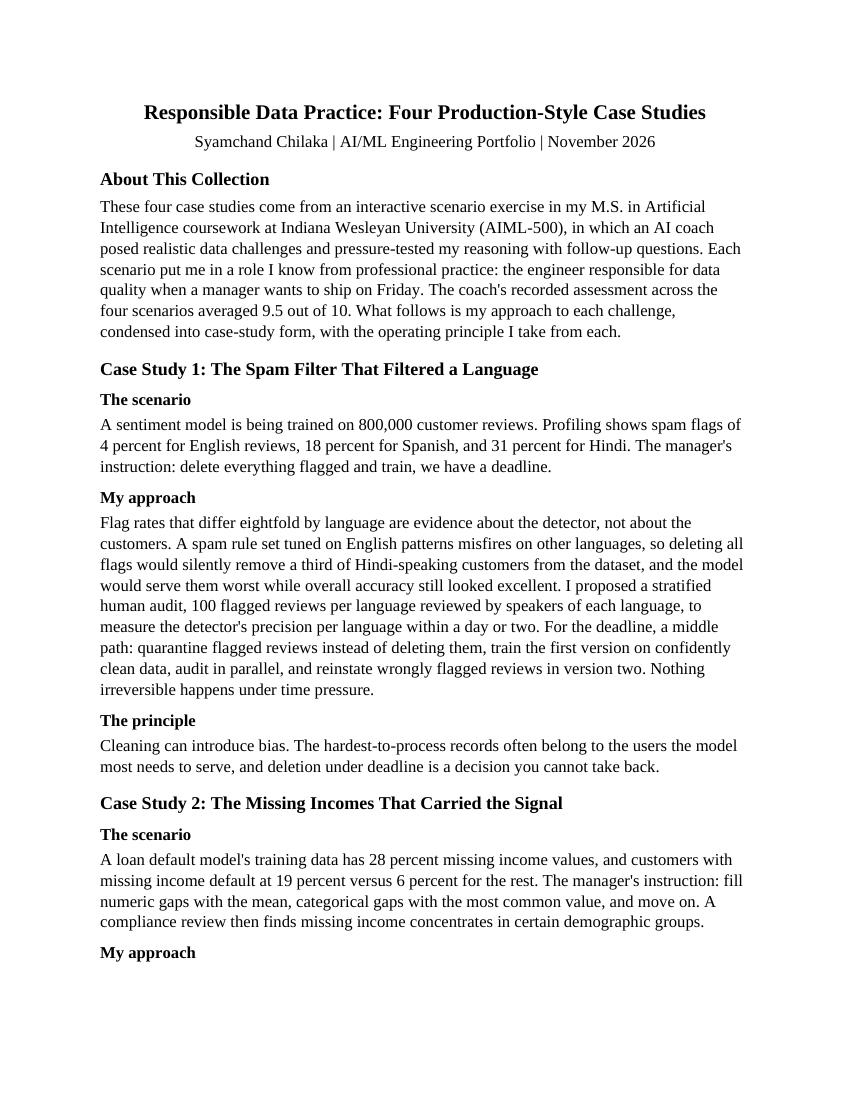 Responsible Data Practice: Four Production-Style Case Studies
Syamchand Chilaka | AI/ML Engineering Portfolio | November 2026
About This Collection
These four case studies come from an interactive scenario exercise in my M.S. in Artificial
Intelligence coursework at Indiana Wesleyan University (AIML-500), in which an AI coach
posed realistic data challenges and pressure-tested my reasoning with follow-up questions. Each
scenario put me in a role I know from professional practice: the engineer responsible for data
quality when a manager wants to ship on Friday. The coach's recorded assessment across the
four scenarios averaged 9.5 out of 10. What follows is my approach to each challenge,
condensed into case-study form, with the operating principle I take from each.
Case Study 1: The Spam Filter That Filtered a Language
The scenario
A sentiment model is being trained on 800,000 customer reviews. Profiling shows spam flags of
4 percent for English reviews, 18 percent for Spanish, and 31 percent for Hindi. The manager's
instruction: delete everything flagged and train, we have a deadline.
My approach
Flag rates that differ eightfold by language are evidence about the detector, not about the
customers. A spam rule set tuned on English patterns misfires on other languages, so deleting all
flags would silently remove a third of Hindi-speaking customers from the dataset, and the model
would serve them worst while overall accuracy still looked excellent. I proposed a stratified
human audit, 100 flagged reviews per language reviewed by speakers of each language, to
measure the detector's precision per language within a day or two. For the deadline, a middle
path: quarantine flagged reviews instead of deleting them, train the first version on confidently
clean data, audit in parallel, and reinstate wrongly flagged reviews in version two. Nothing
irreversible happens under time pressure.
The principle
Cleaning can introduce bias. The hardest-to-process records often belong to the users the model
most needs to serve, and deletion under deadline is a decision you cannot take back.
Case Study 2: The Missing Incomes That Carried the Signal
The scenario
A loan default model's training data has 28 percent missing income values, and customers with
missing income default at 19 percent versus 6 percent for the rest. The manager's instruction: fill
numeric gaps with the mean, categorical gaps with the most common value, and move on. A
compliance review then finds missing income concentrates in certain demographic groups.
My approach